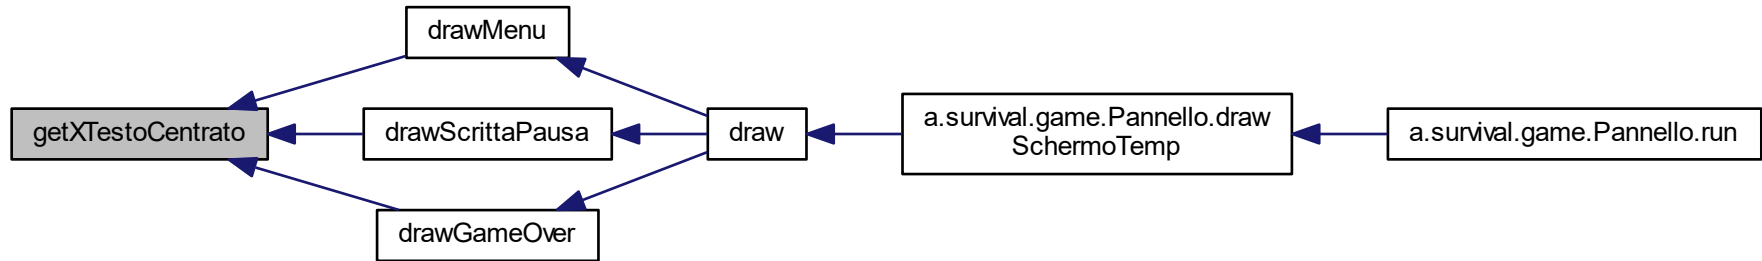 drawMenu
getXTestoCentrato
drawScrittaPausa
draw
a.survival.game.Pannello.draw
SchermoTemp
a.survival.game.Pannello.run
drawGameOver